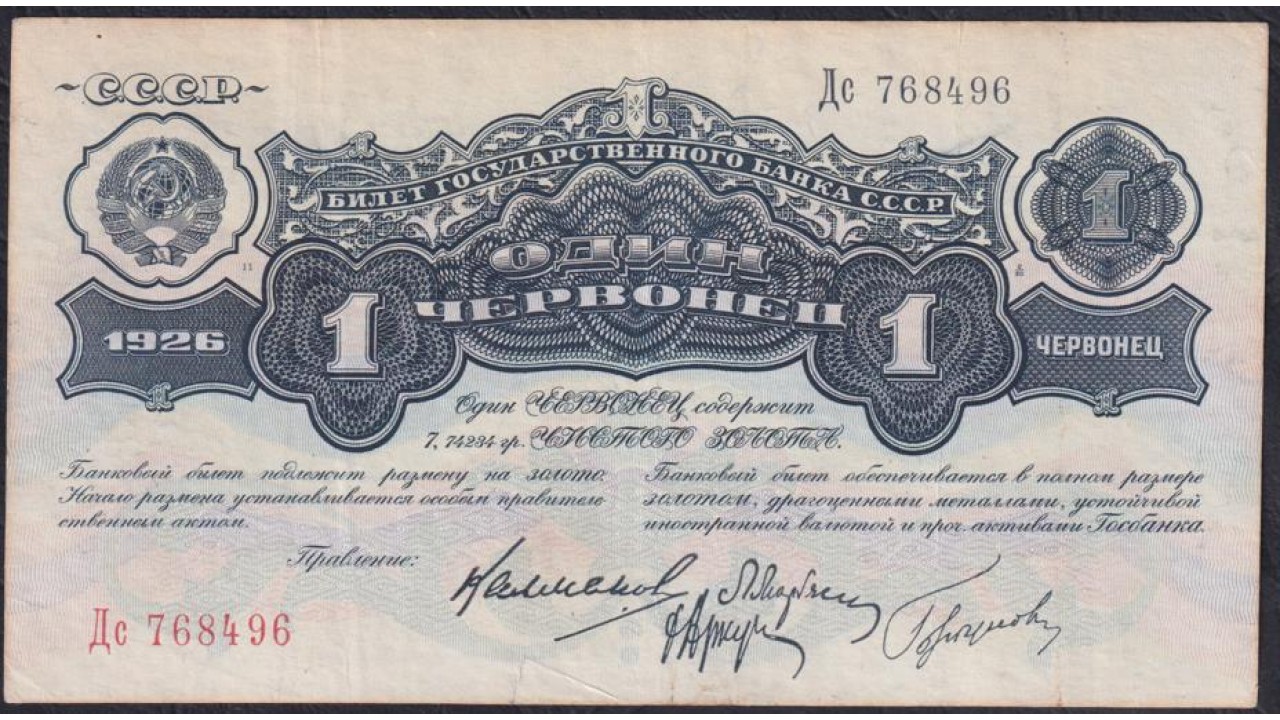 С.С.С.Р.
Дс 768496
1
БИЛЕТ ГОСУДАРСТВЕННОГО БАНКА С.С.С.Р.
1
ОДИН
ЧЕРВОНЕЦ
1
1
1926
ЧЕРВОНЕЦ
Один ЧЕРВОНЕЦ содержит
7,74234 гр. ЧИСТОГО ЗОЛОТА.
Банковый билет подлежит размену на золото.
Начало размена устанавливается особым правитель
ственным актом.
Банковый билет обеспечивается в полном размере
золотом, драгоценными металлами, устойчивой
иностранной валютой и проч. активами Госбанка.
Правление:
Дс 768496